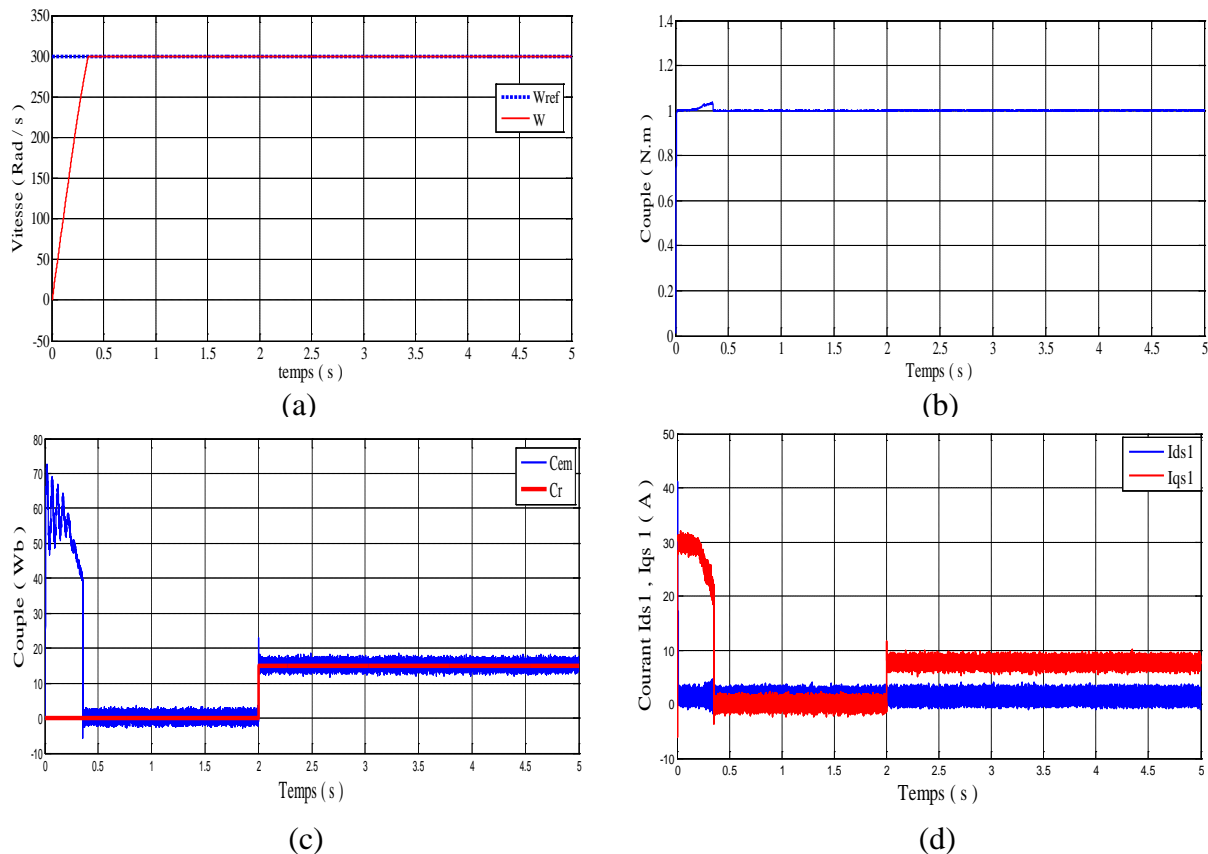 350
300
250
200
150
100
50
0
-50
Vitesse ( Rad / s )
Wref
W
0 0.5 1 1.5 2 2.5 3 3.5 4 4.5 5
temps ( s )
(a)
1.4
1.2
1
0.8
0.6
0.4
0.2
0
Couple ( N.m )
0 0.5 1 1.5 2 2.5 3 3.5 4 4.5 5
Temps ( s )
(b)
80
70
60
50
40
30
20
10
0
-10
Couple ( Wb )
Cem
Cr
0 0.5 1 1.5 2 2.5 3 3.5 4 4.5 5
Temps ( s )
(c)
50
40
30
20
10
0
-10
Courant Ids1 , Iqs 1 ( A )
Ids1
Iqs1
0 0.5 1 1.5 2 2.5 3 3.5 4 4.5 5
Temps ( s )
(d)